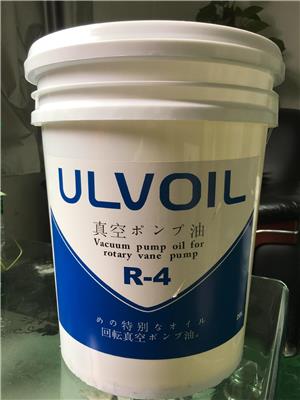 ULVOIL
真空ポンプ油
Vacuum pump oil for
rotary vane pump
R-4
めの特別なオイル
回転真空ポンプ油。